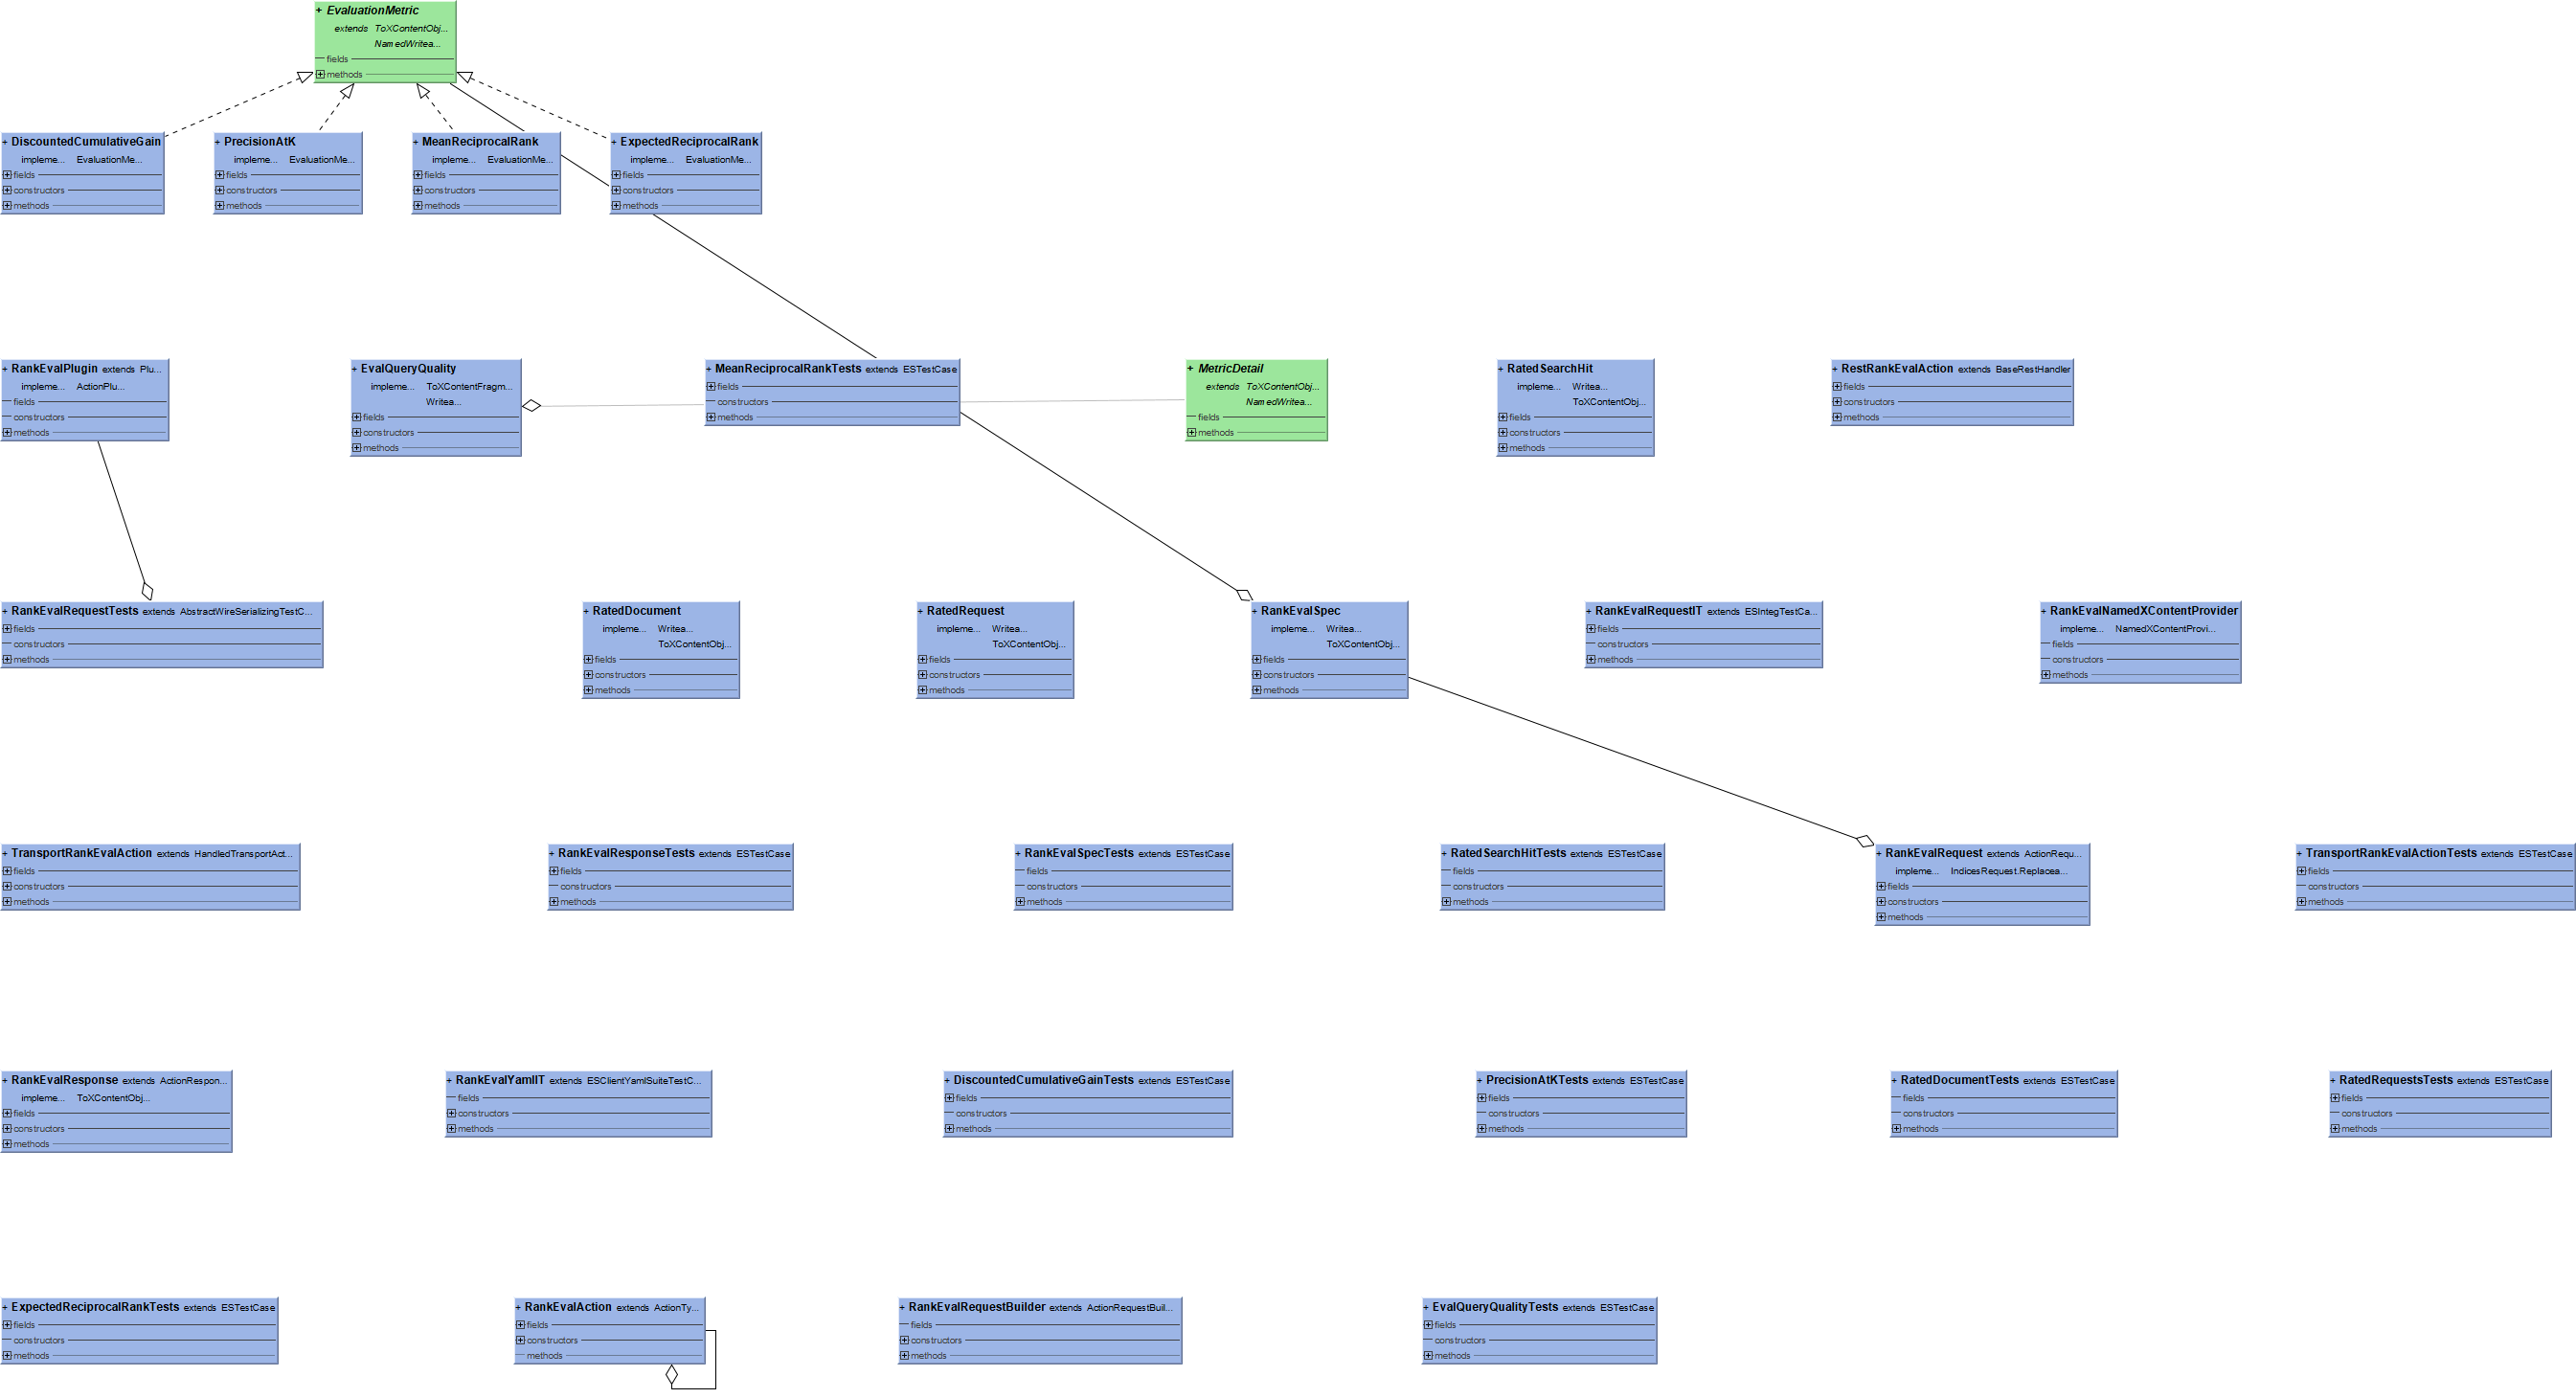 + EvaluationMetric
extends ToXContentObj...
NamedWritea...
fields
methods
+ DiscountedCumulativeGain
impleme... EvaluationMe...
fields
constructors
methods
+ PrecisionAtK
impleme... EvaluationMe...
fields
constructors
methods
+ MeanReciprocalRank
impleme... EvaluationMe...
fields
constructors
methods
+ ExpectedReciprocalRank
impleme... EvaluationMe...
fields
constructors
methods
+ RankEvalPlugin extends Plu...
impleme... ActionPlu...
fields
constructors
methods
+ EvalQueryQuality
impleme... ToXContentFragm...
Writea...
fields
constructors
methods
+ MeanReciprocalRankTests extends ESTestCase
fields
constructors
methods
+ MetricDetail
extends ToXContentObj...
NamedWritea...
fields
methods
+ RatedSearchHit
impleme... Writea...
ToXContentObj...
fields
constructors
methods
+ RestRankEvalAction extends BaseRestHandler
fields
constructors
methods
+ RankEvalRequestTests extends AbstractWireSerializingTestC...
fields
constructors
methods
+ RatedDocument
impleme... Writea...
ToXContentObj...
fields
constructors
methods
+ RatedRequest
impleme... Writea...
ToXContentObj...
fields
constructors
methods
+ RankEvalSpec
impleme... Writea...
ToXContentObj...
fields
constructors
methods
+ RankEvalRequestIT extends ESIntegTestCa...
fields
constructors
methods
+ RankEvalNamedXContentProvider
impleme... NamedXContentProvi...
fields
constructors
methods
+ TransportRankEvalAction extends HandledTransportAct...
fields
constructors
methods
+ RankEvalResponseTests extends ESTestCase
fields
constructors
methods
+ RankEvalSpecTests extends ESTestCase
fields
constructors
methods
+ RatedSearchHitTests extends ESTestCase
fields
constructors
methods
+ RankEvalRequest extends ActionRequ...
impleme... IndicesRequest.Replacea...
fields
constructors
methods
+ TransportRankEvalActionTests extends ESTestCase
fields
constructors
methods
+ RankEvalResponse extends ActionRespon...
impleme... ToXContentObj...
fields
constructors
methods
+ RankEvalYamlIT extends ESClientYamlSuiteTestC...
fields
constructors
methods
+ DiscountedCumulativeGainTests extends ESTestCase
fields
constructors
methods
+ PrecisionAtKTests extends ESTestCase
fields
constructors
methods
+ RatedDocumentTests extends ESTestCase
fields
constructors
methods
+ RatedRequestsTests extends ESTestCase
fields
constructors
methods
+ ExpectedReciprocalRankTests extends ESTestCase
fields
constructors
methods
+ RankEvalAction extends ActionTy...
fields
constructors
methods
+ RankEvalRequestBuilder extends ActionRequestBuil...
fields
constructors
methods
+ EvalQueryQualityTests extends ESTestCase
fields
constructors
methods